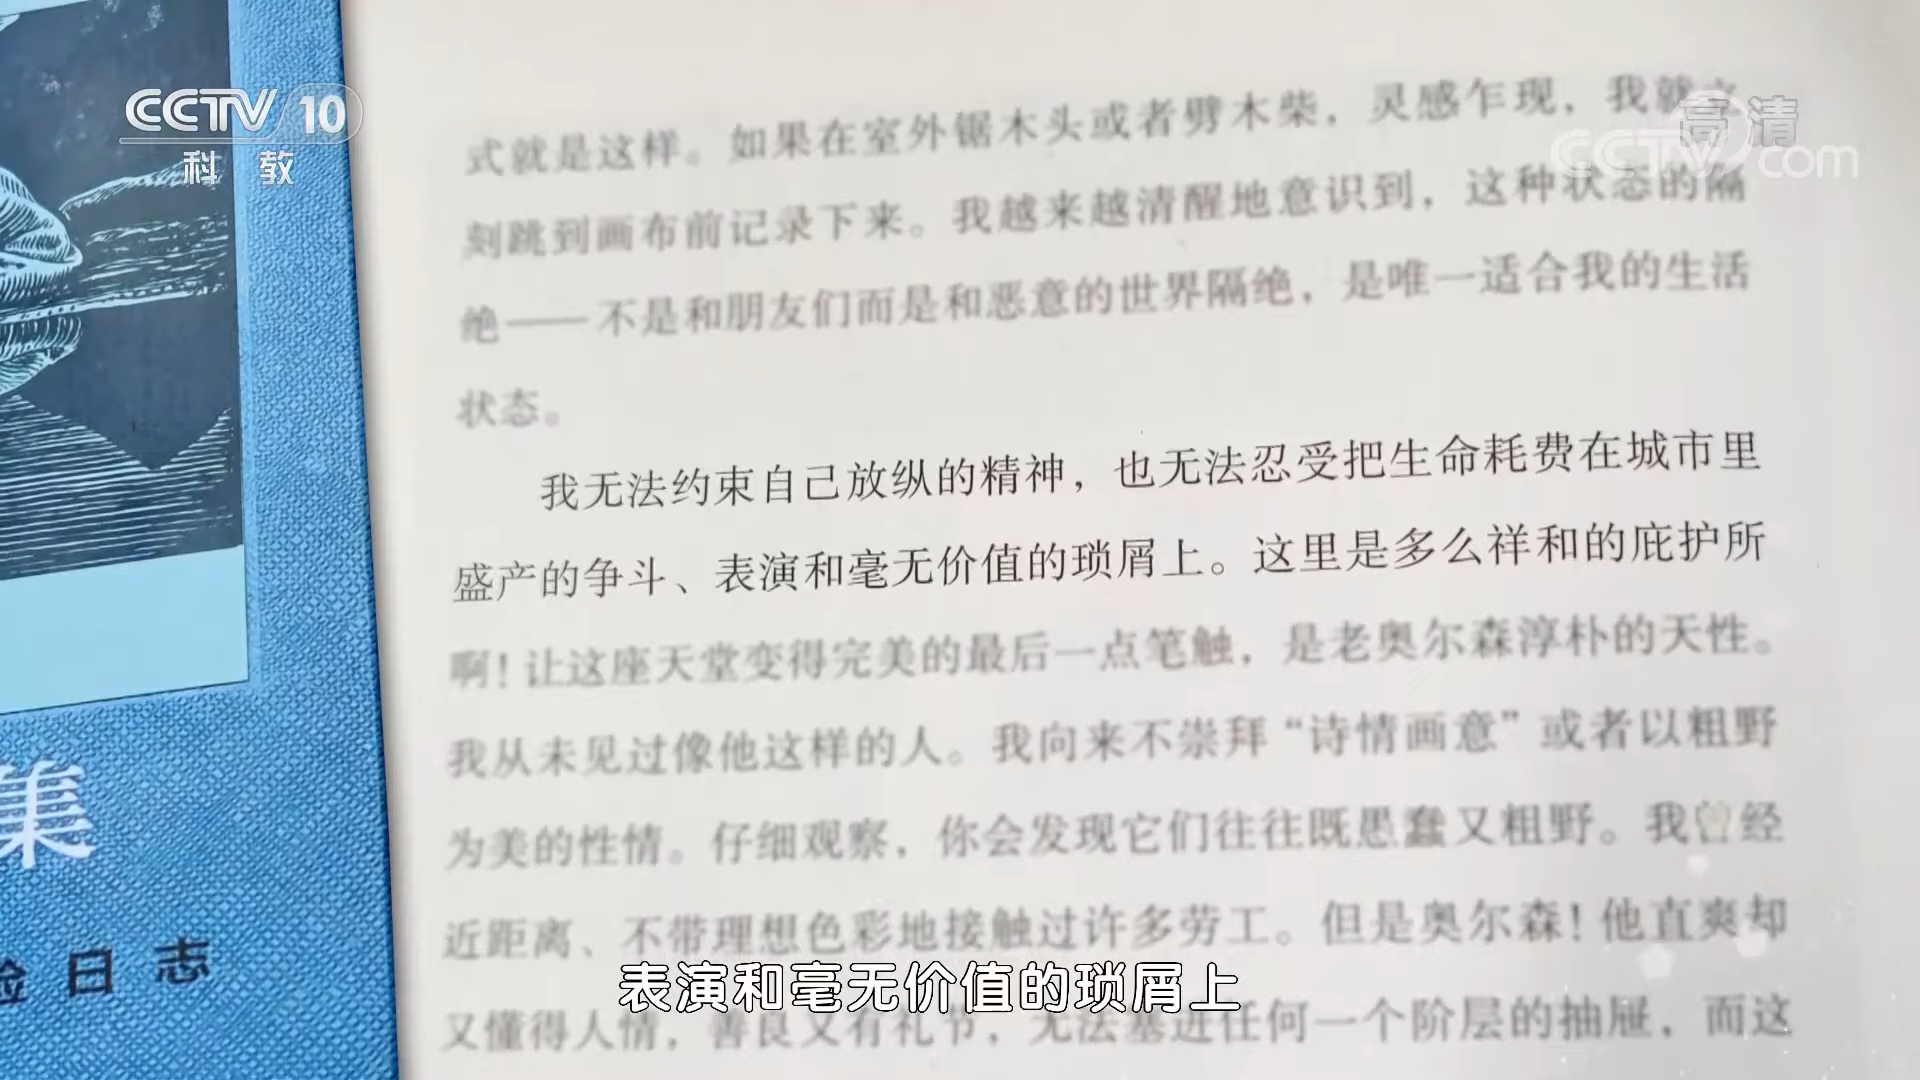 CCTV 10
科教
高清
CCTV.com
式就是这样。如果在室外锯木头或者劈木柴，灵感乍现，我就立
刻跳到画布前记录下来。我越来越清醒地意识到，这种状态的隔
绝——不是和朋友们而是和恶意的世界隔绝，是唯一适合我的生活
状态。
我无法约束自己放纵的精神，也无法忍受把生命耗费在城市里
盛产的争斗、表演和毫无价值的琐屑上。这里是多么祥和的庇护所
啊！让这座天堂变得完美的最后一点笔触，是老奥尔森淳朴的天性。
我从未见过像他这样的人。我向来不崇拜“诗情画意”或者以粗野
为美的性情。仔细观察，你会发现它们往往既愚蠢又粗野。我曾经
近距离、不带理想色彩地接触过许多劳工。但是奥尔森！他直爽却
又懂得人情，善良又有礼节，无法塞进任何一个阶层的抽屉，而这
集
险日志
表演和毫无价值的琐屑上